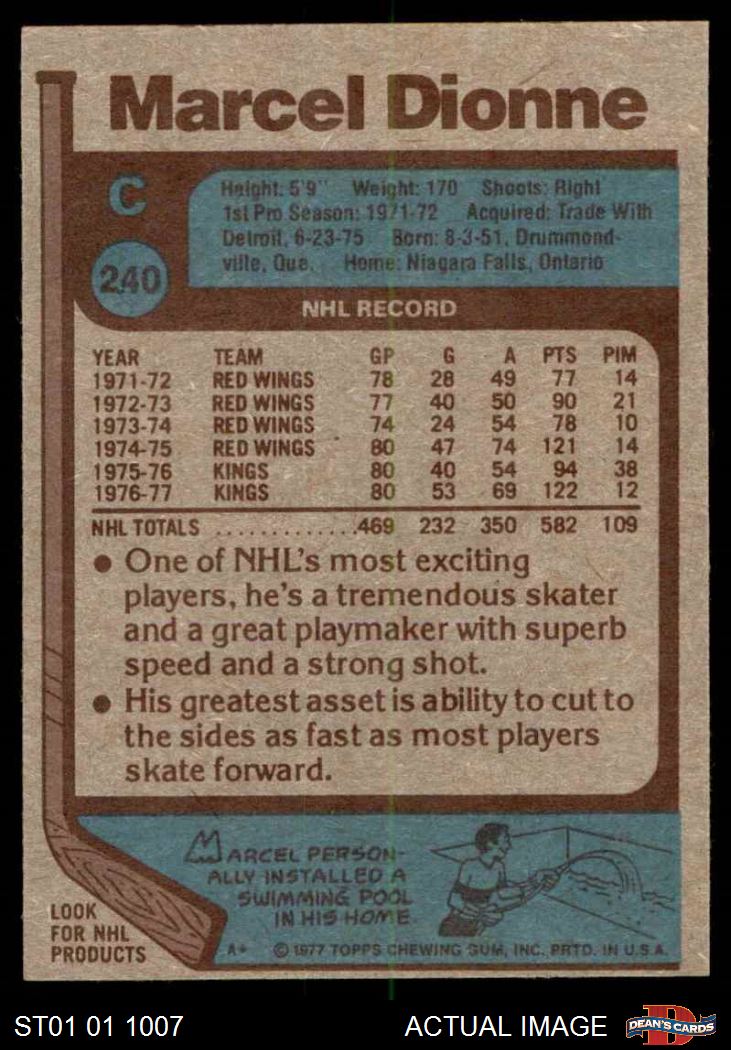 Marcel Dionne
C
Height: 5'9" Weight: 170 Shoots: Right
1st Pro Season: 1971-72 Acquired: Trade With
Detroit, 6-23-75 Born: 8-3-51, Drummond-
ville, Que. Home: Niagara Falls, Ontario
240
NHL RECORD
YEAR TEAM GP G A PTS PIM
1971-72 RED WINGS 78 28 49 77 14
1972-73 RED WINGS 77 40 50 90 21
1973-74 RED WINGS 74 24 54 78 10
1974-75 RED WINGS 80 47 74 121 14
1975-76 KINGS 80 40 54 94 38
1976-77 KINGS 80 53 69 122 12
NHL TOTALS .............469 232 350 582 109
● One of NHL's most exciting
players, he's a tremendous skater
and a great playmaker with superb
speed and a strong shot.
● His greatest asset is ability to cut to
the sides as fast as most players
skate forward.
MARCEL PERSON-
ALLY INSTALLED A
SWIMMING POOL
IN HIS HOME.
LOOK
FOR NHL
PRODUCTS
A* © 1977 TOPPS CHEWING GUM, INC. PRTD. IN U.S.A.
ST01 01 1007 ACTUAL IMAGE DEAN'S CARDS